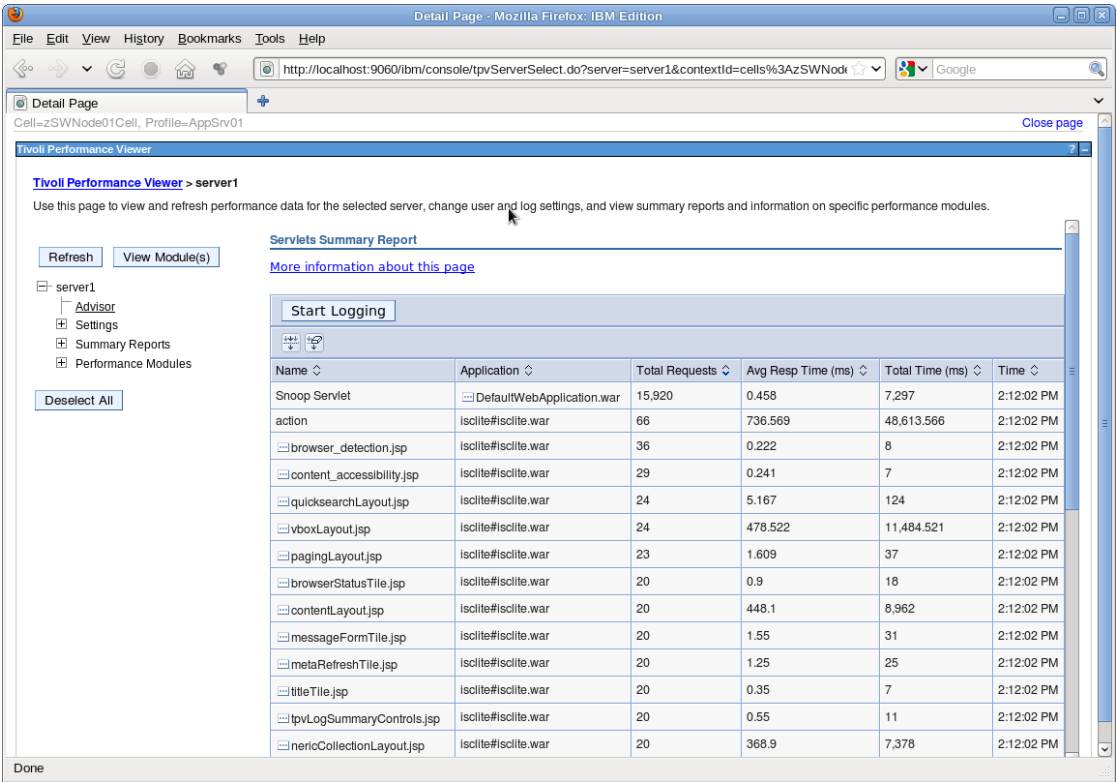 Detail Page - Mozilla Firefox: IBM Edition
File Edit View History Bookmarks Tools Help
http://localhost:9060/ibm/console/tpvServerSelect.do?server=server1&contextId=cells%3AzSWNode
Google
Detail Page
Cell=zSWNode01Cell, Profile=AppSrv01
Close page
Tivoli Performance Viewer
?
Tivoli Performance Viewer > server1
Use this page to view and refresh performance data for the selected server, change user and log settings, and view summary reports and information on specific performance modules.
Refresh View Module(s)
server1
Advisor
Settings
Summary Reports
Performance Modules
Deselect All
Servlets Summary Report
More information about this page
Start Logging
Name Application Total Requests Avg Resp Time (ms) Total Time (ms) Time
Snoop Servlet DefaultWebApplication.war 15,920 0.458 7,297 2:12:02 PM
action isclite#isclite.war 66 736.569 48,613.566 2:12:02 PM
browser_detection.jsp isclite#isclite.war 36 0.222 8 2:12:02 PM
content_accessibility.jsp isclite#isclite.war 29 0.241 7 2:12:02 PM
quicksearchLayout.jsp isclite#isclite.war 24 5.167 124 2:12:02 PM
vboxLayout.jsp isclite#isclite.war 24 478.522 11,484.521 2:12:02 PM
pagingLayout.jsp isclite#isclite.war 23 1.609 37 2:12:02 PM
browserStatusTile.jsp isclite#isclite.war 20 0.9 18 2:12:02 PM
contentLayout.jsp isclite#isclite.war 20 448.1 8,962 2:12:02 PM
messageFormTile.jsp isclite#isclite.war 20 1.55 31 2:12:02 PM
metaRefreshTile.jsp isclite#isclite.war 20 1.25 25 2:12:02 PM
titleTile.jsp isclite#isclite.war 20 0.35 7 2:12:02 PM
tpvLogSummaryControls.jsp isclite#isclite.war 20 0.55 11 2:12:02 PM
nericCollectionLayout.jsp isclite#isclite.war 20 368.9 7,378 2:12:02 PM
Done